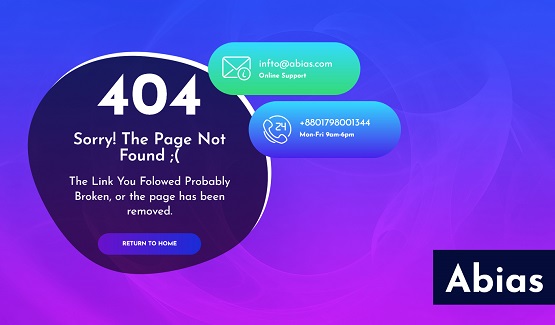 404
Sorry! The Page Not
Found ;(
The Link You Folowed Probably
Broken, or the page has been
removed.
RETURN TO HOME
infto@abias.com
Online Support
24
+8801798001344
Mon-Fri 9am-6pm
Abias